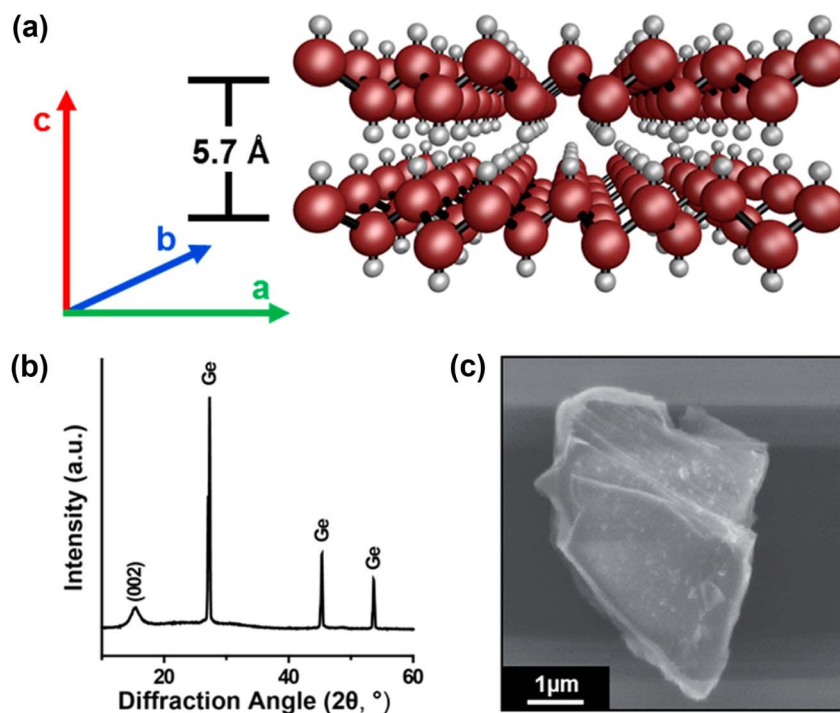 (a)
c
b
a
5.7 Å
(b)
Intensity (a.u.)
(002)
Ge
Ge
Ge
20
40
60
Diffraction Angle (2θ, °)
(c)
1μm